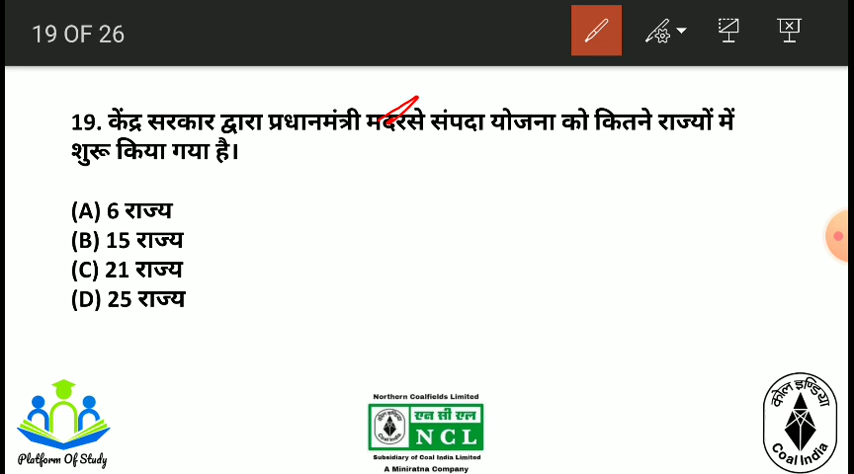 19 OF 26
19. केंद्र सरकार द्वारा प्रधानमंत्री मदरसे संपदा योजना को कितने राज्यों में
शुरू किया गया है।
(A) 6 राज्य
(B) 15 राज्य
(C) 21 राज्य
(D) 25 राज्य
Platform Of Study
Northern Coalfields Limited
एन सी एल
NCL
Subsidiary of Coal India Limited
A Miniratna Company
कोल इण्डिया
Coal India